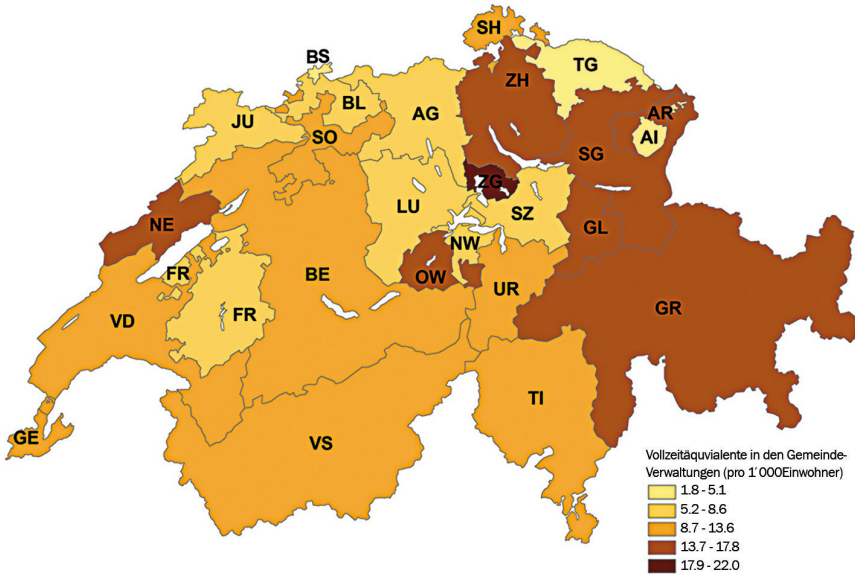 SH
BS
TG
ZH
BL
AG
JU
AR
SO
AI
SG
ZG
LU
SZ
NE
GL
NW
FR
BE
OW
UR
GR
FR
VD
TI
GE
VS
Vollzeitäquvialente in den Gemeinde-
Verwaltungen (pro 1´000Einwohner)
1.8 - 5.1
5.2 - 8.6
8.7 - 13.6
13.7 - 17.8
17.9 - 22.0